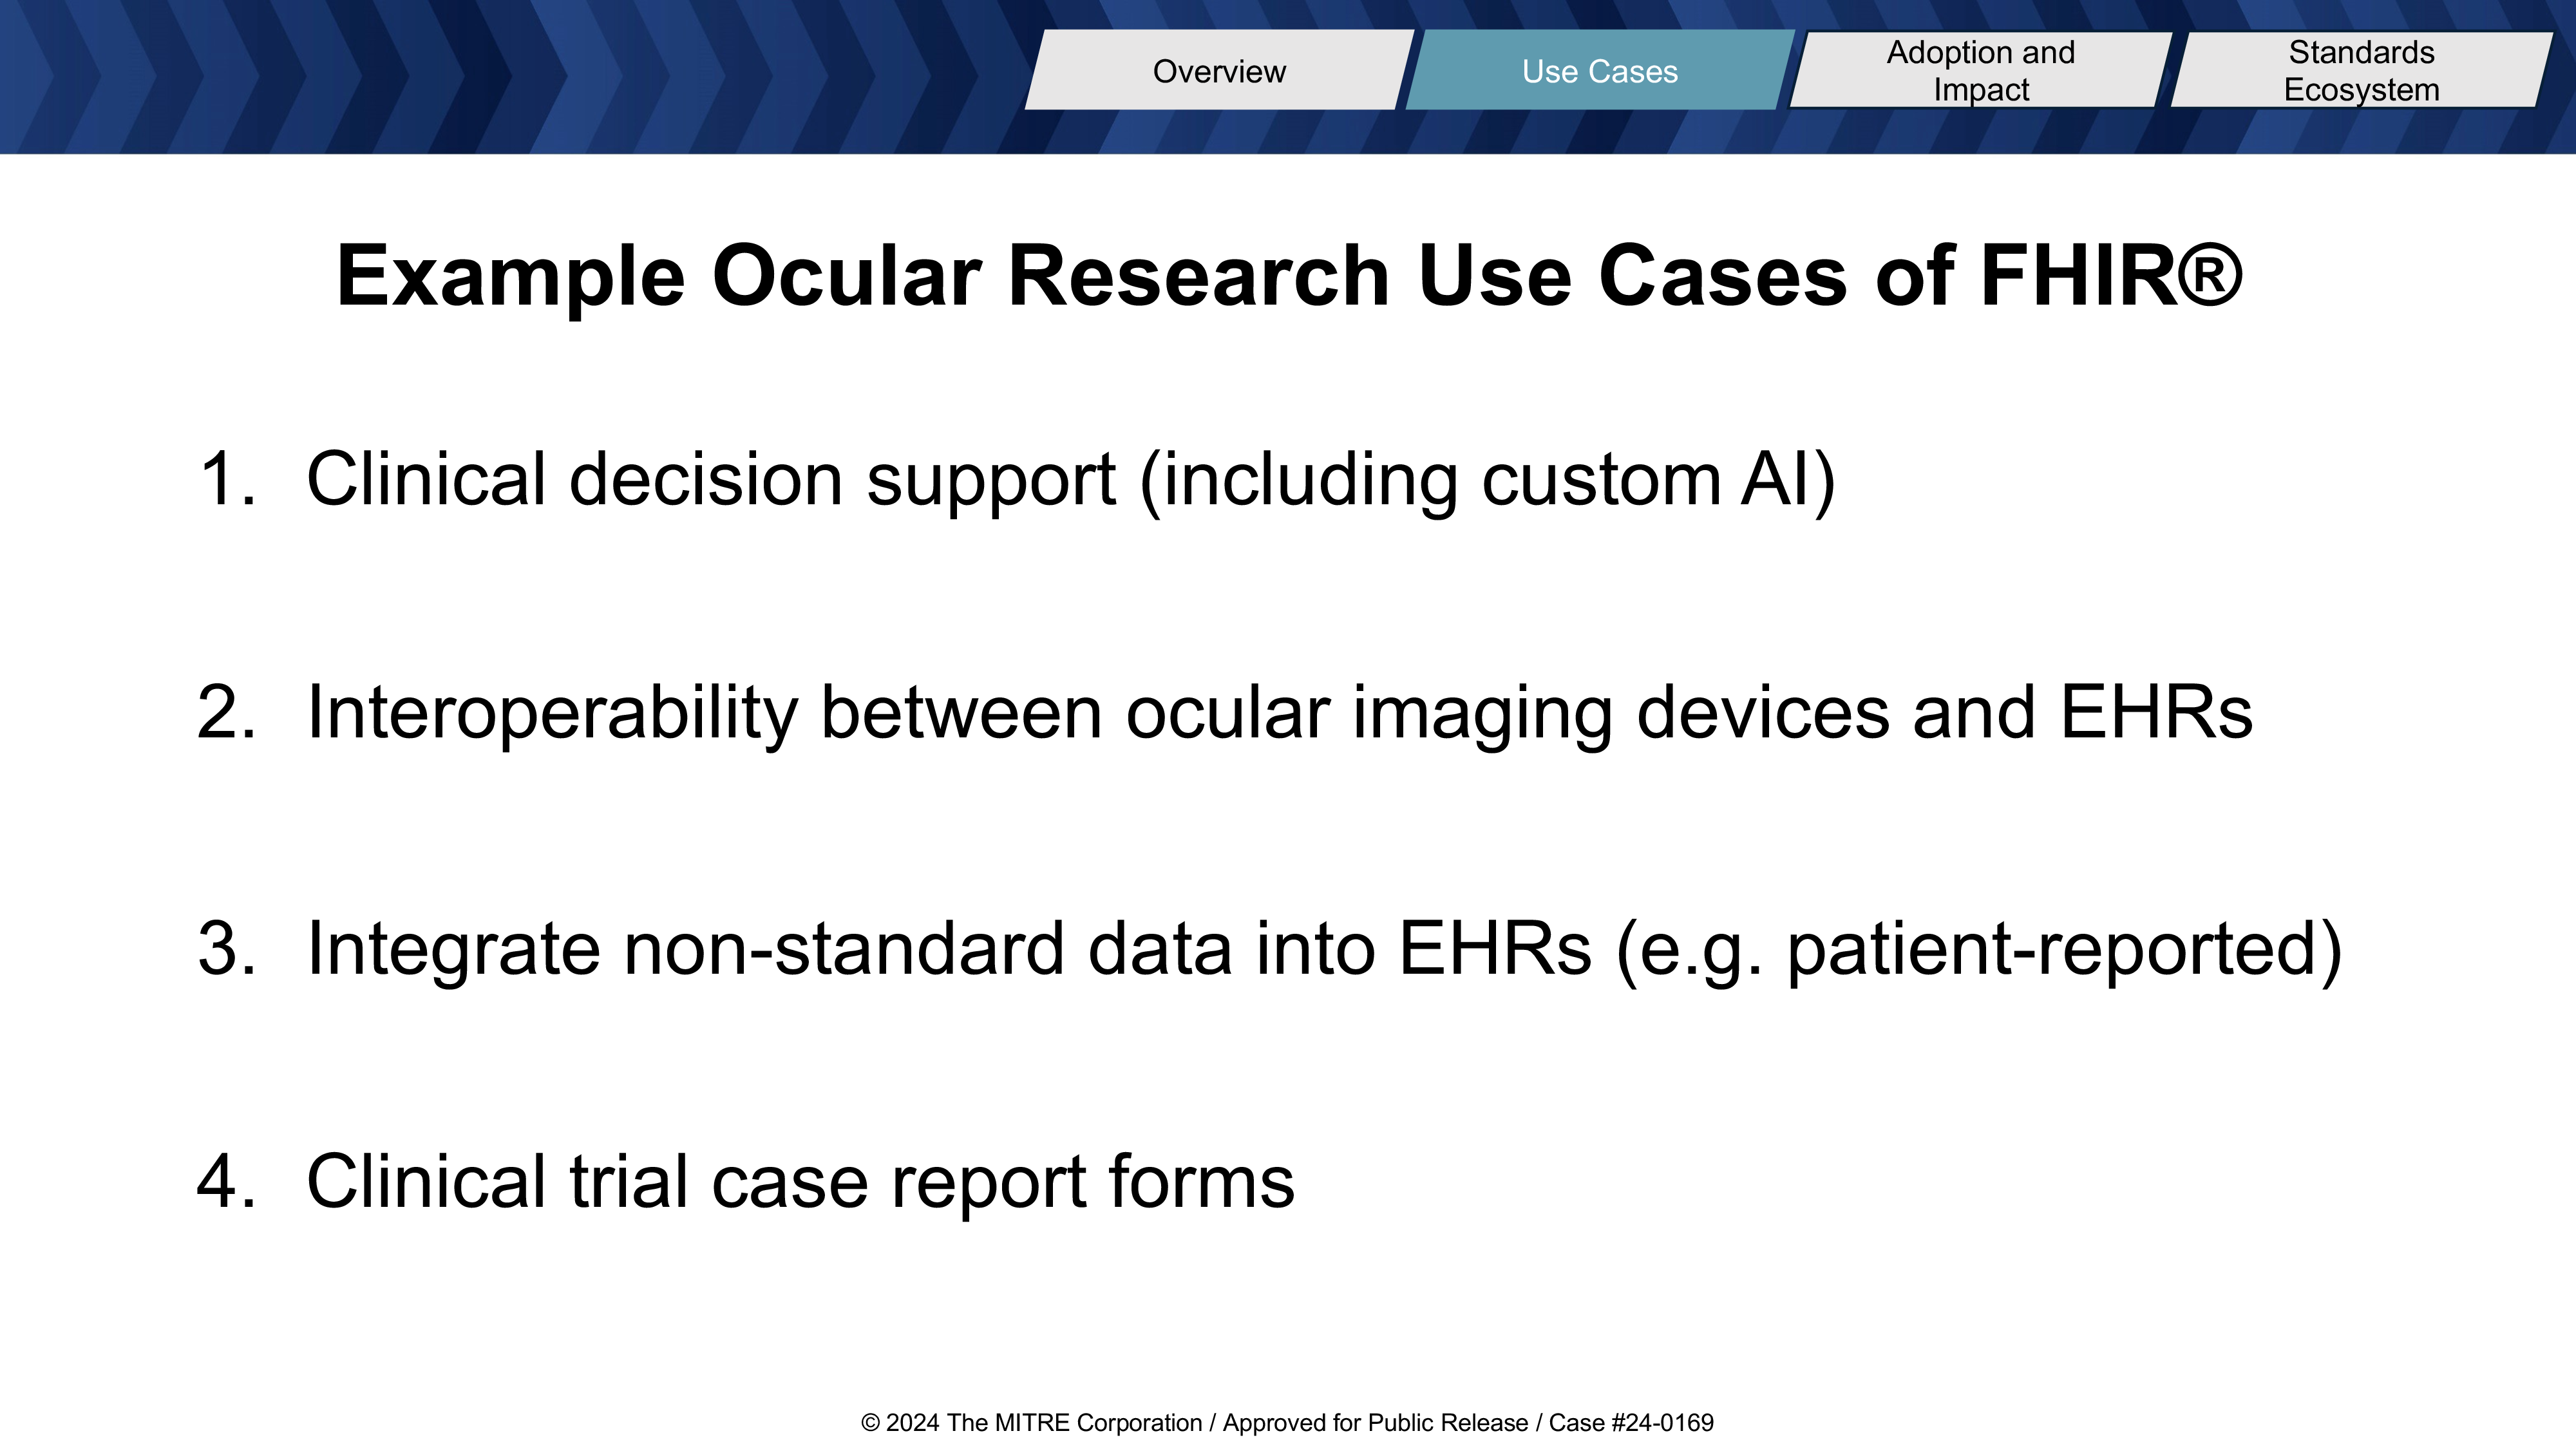 Overview
Use Cases
Adoption and
Impact
Standards
Ecosystem
Example Ocular Research Use Cases of FHIR®
1. Clinical decision support (including custom AI)
2. Interoperability between ocular imaging devices and EHRs
3. Integrate non-standard data into EHRs (e.g. patient-reported)
4. Clinical trial case report forms
© 2024 The MITRE Corporation / Approved for Public Release / Case #24-0169